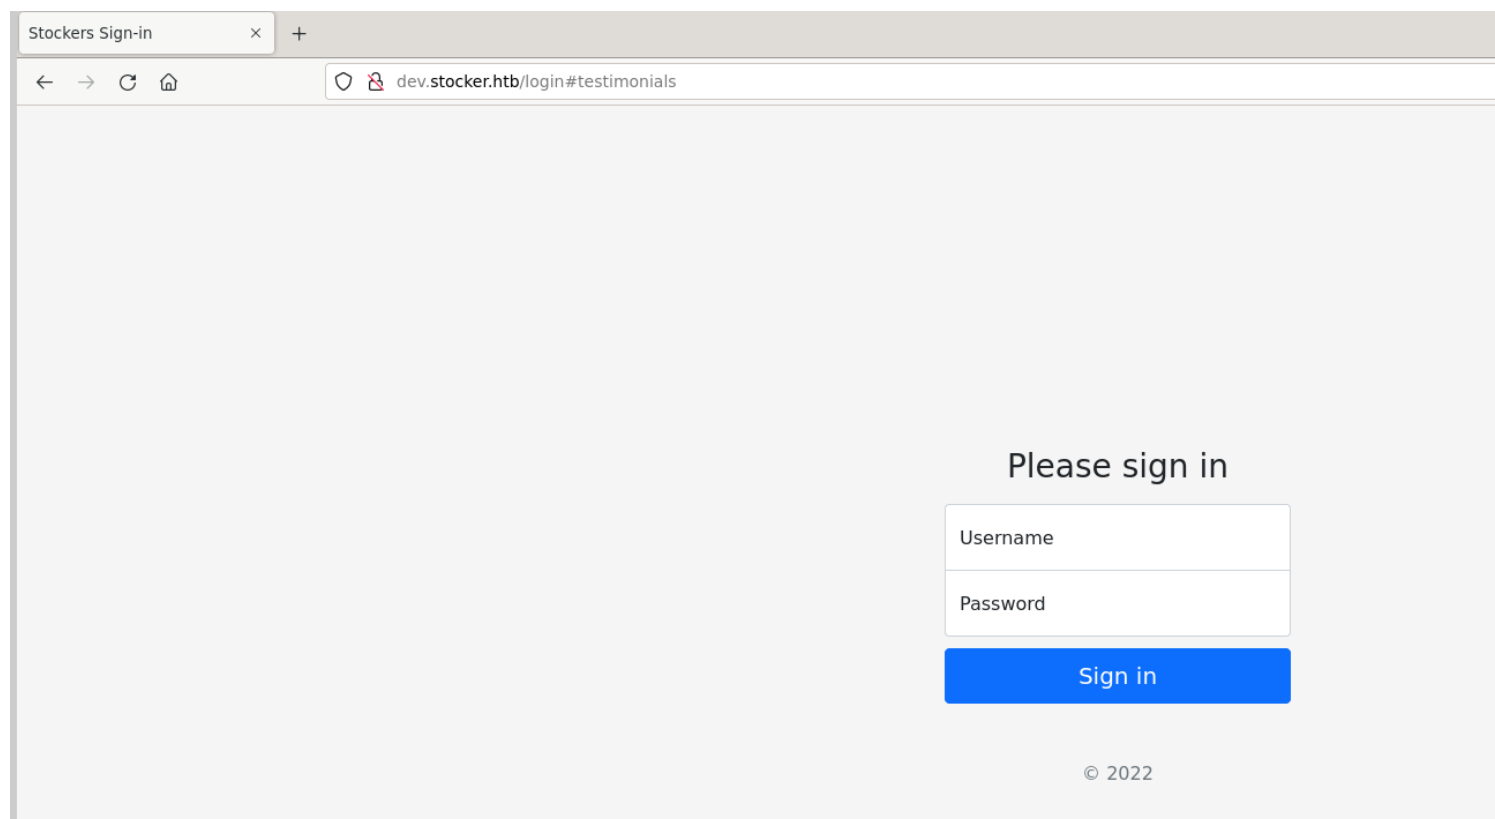 Stockers Sign-in
dev.stocker.htb/login#testimonials
Please sign in
Username
Password
Sign in
© 2022